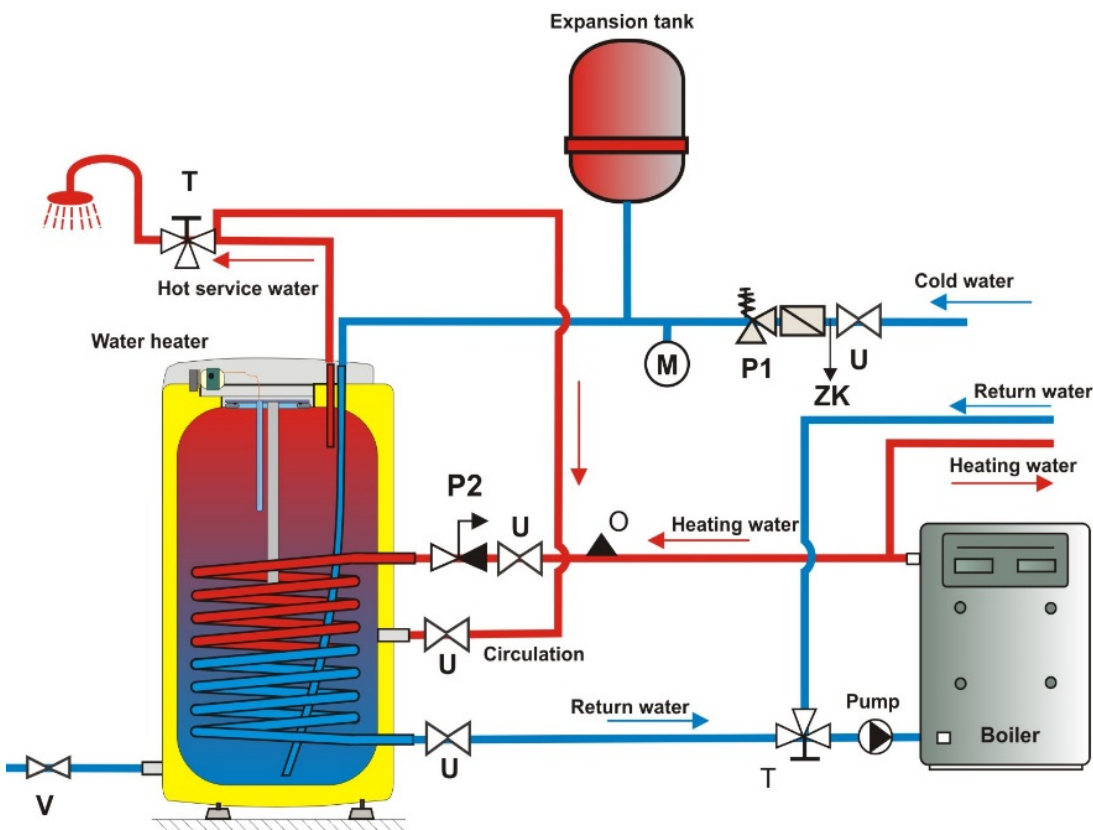 Expansion tank
T
Hot service water
Cold water
Water heater
M
P1
U
ZK
Return water
Heating water
P2
U
O
Heating water
U
Circulation
Return water
Pump
Boiler
U
T
V